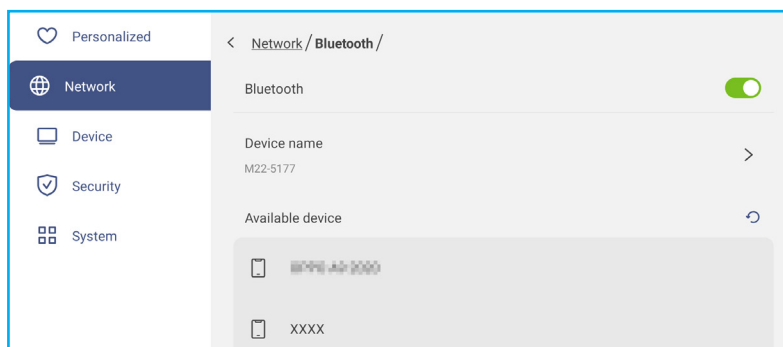 Personalized
Network
Device
Security
System
< Network / Bluetooth /
Bluetooth
Device name
M22-5177
Available device
XXXX